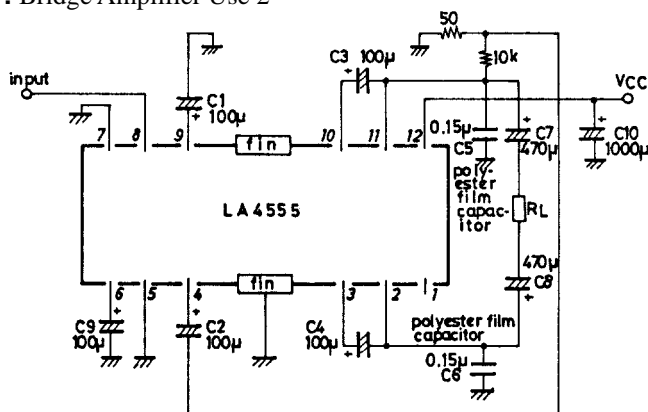 . Bridge Amplifier Use 2
50
10k
C3 100µ
input
C1
100µ
VCC
7 8 9 fin 10 11 12
0.15µ
C5
C7
470µ
C10
1000µ
poly-
ester
film
capac-
itor
RL
LA4555
470µ
C8
6 5 4 fin 3 2 1
C9
100µ
C2
100µ
C4
100µ
polyester film
capacitor
0.15µ
C6